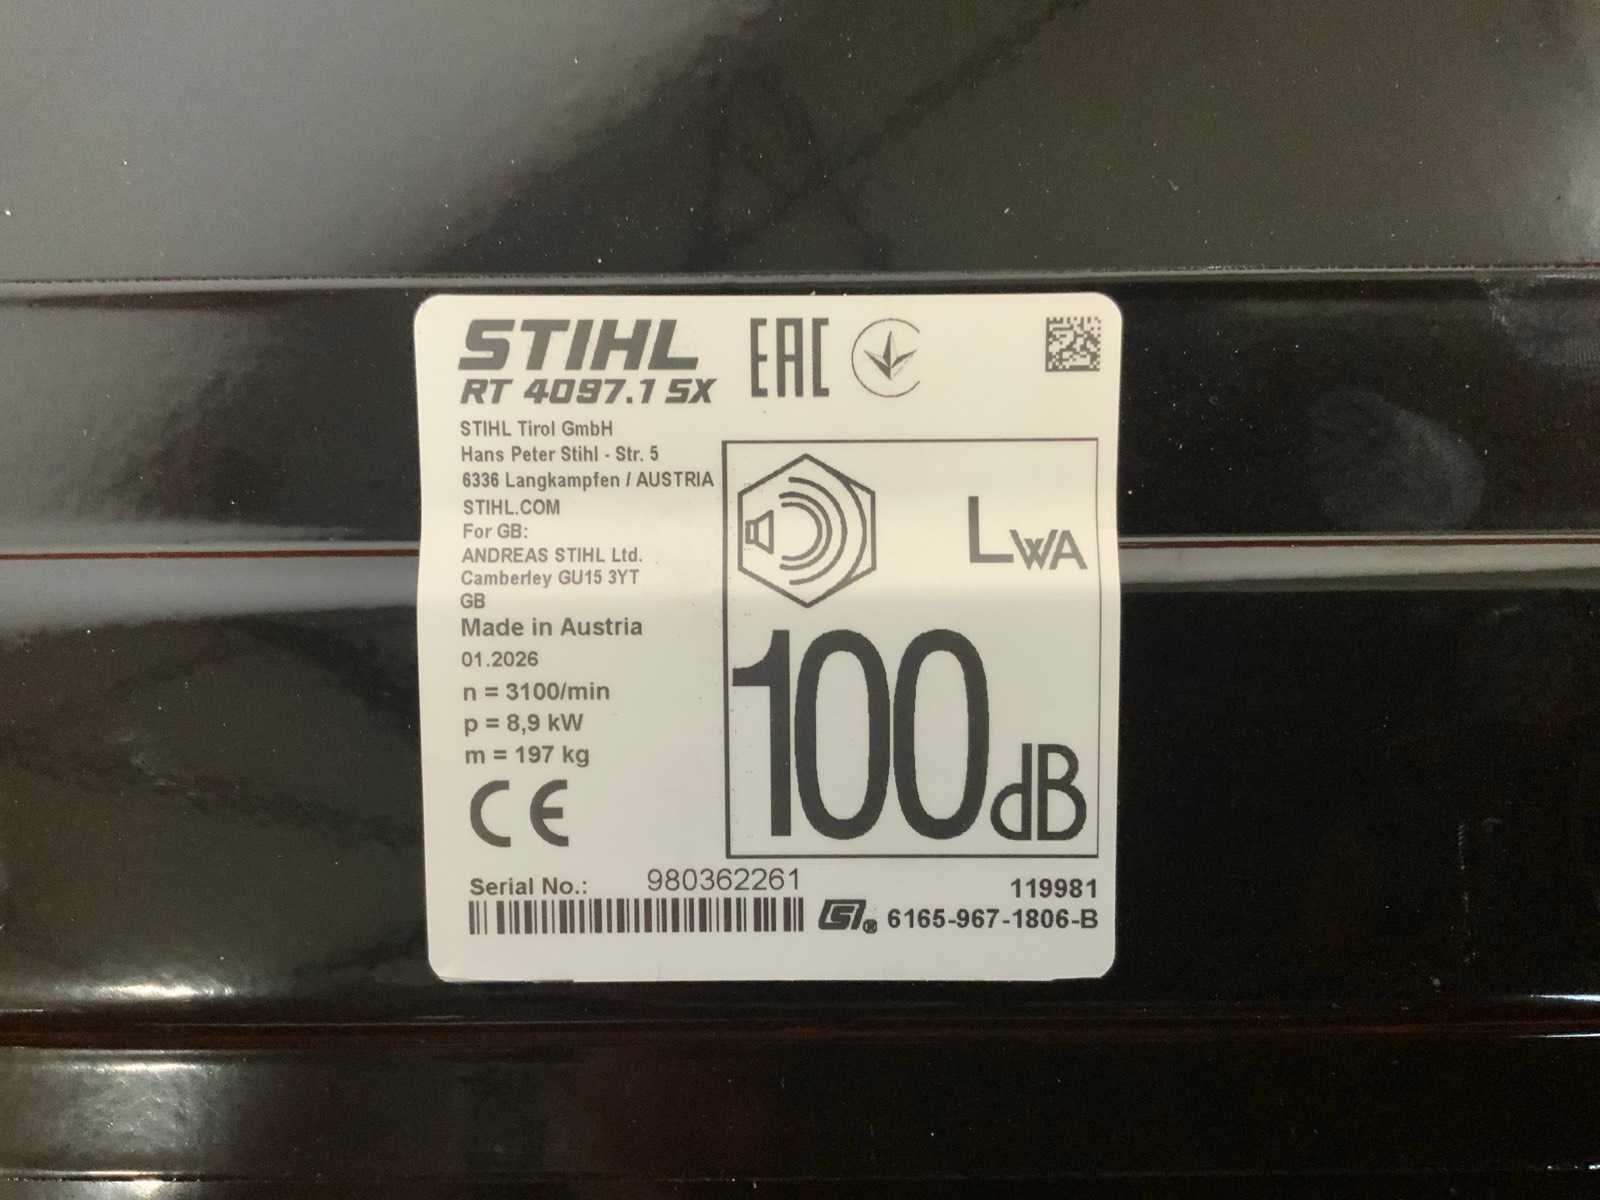 STIHL
RT 4097.1 SX
EAC
STIHL Tirol GmbH
Hans Peter Stihl - Str. 5
6336 Langkampfen / AUSTRIA
STIHL.COM
For GB:
ANDREAS STIHL Ltd.
Camberley GU15 3YT
GB
Made in Austria
01.2026
n = 3100/min
p = 8,9 kW
m = 197 kg
CE
LWA
100dB
Serial No.: 980362261
119981
6165-967-1806-B